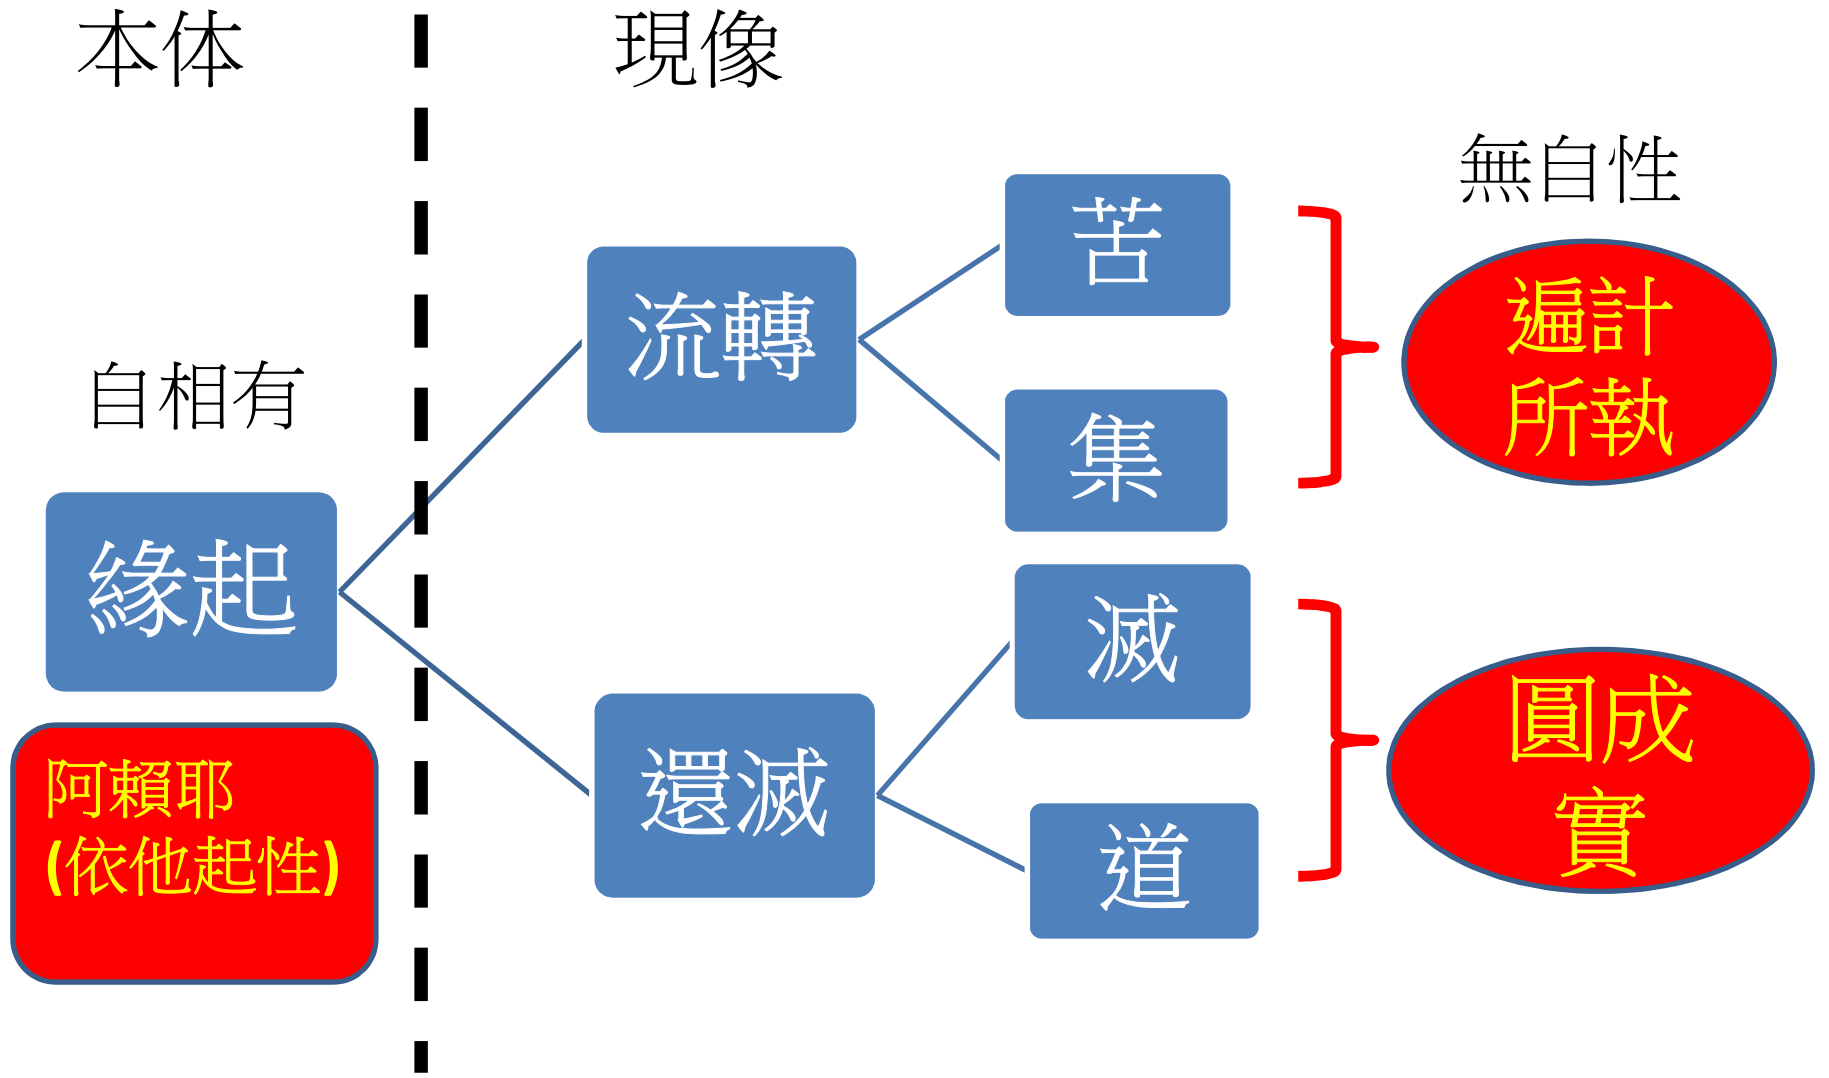 本体
現像
無自性
自相有
緣起
阿賴耶
(依他起性)
流轉
還滅
苦
集
滅
道
遍計
所執
圓成
實